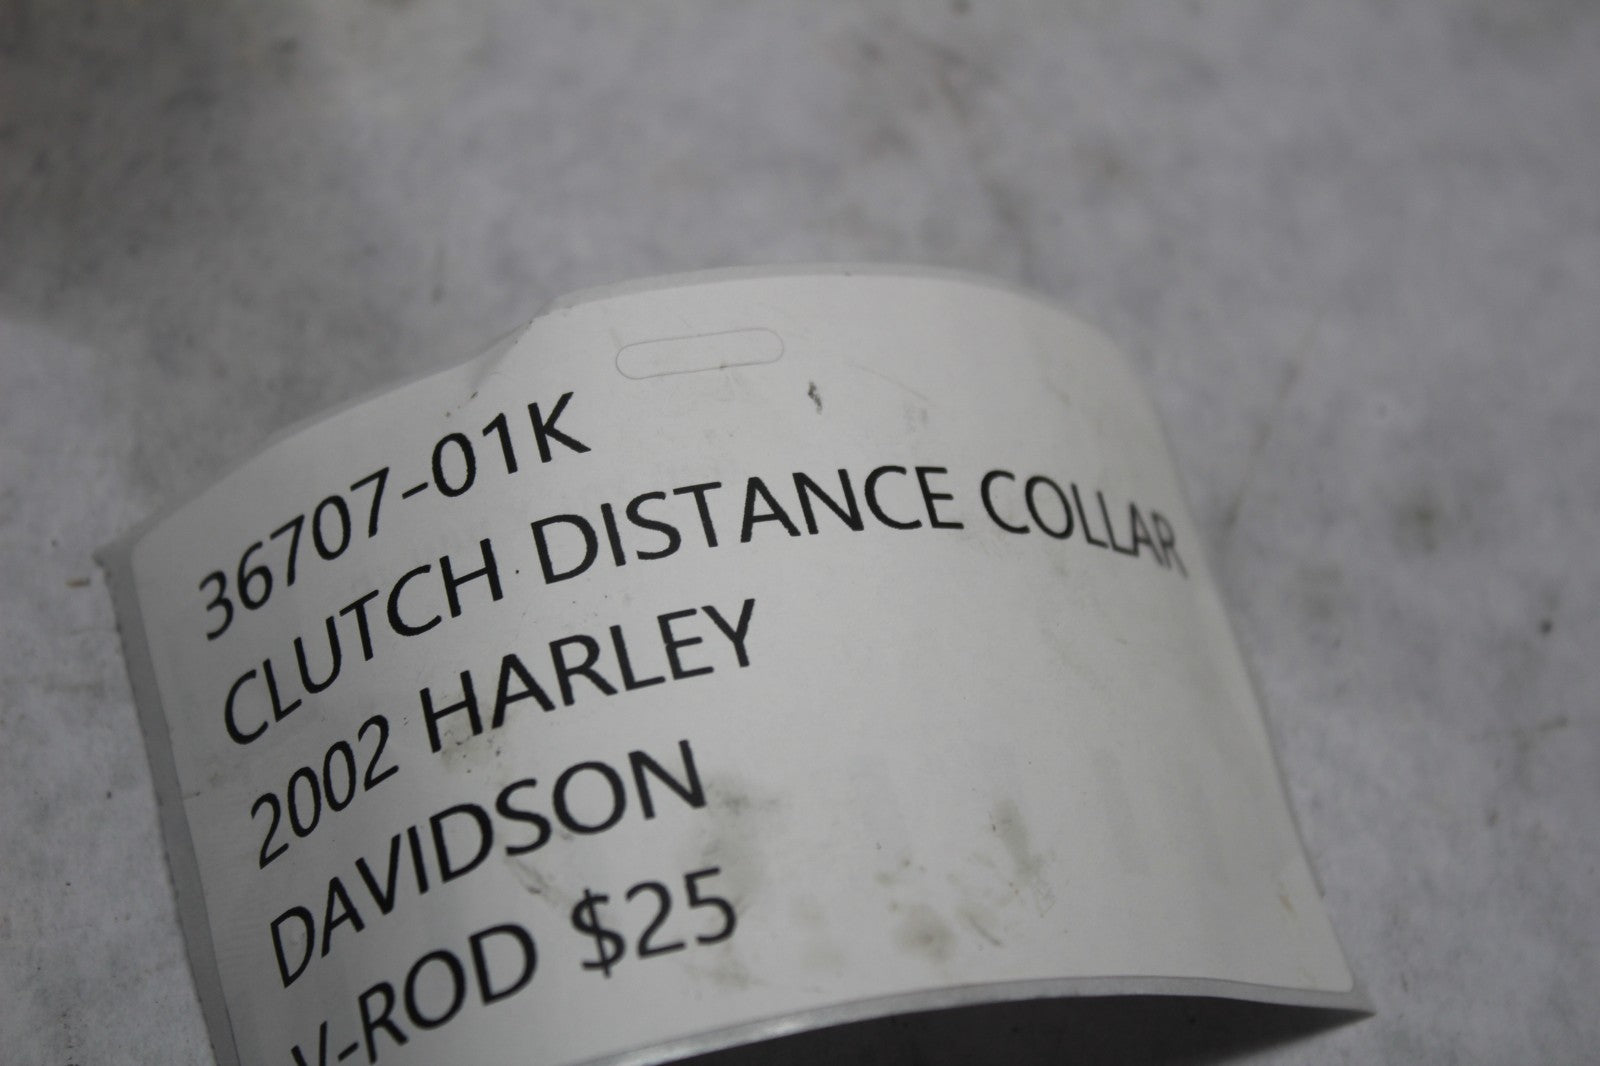 36707-01K
CLUTCH DISTANCE COLLAR
2002 HARLEY
DAVIDSON
V-ROD $25